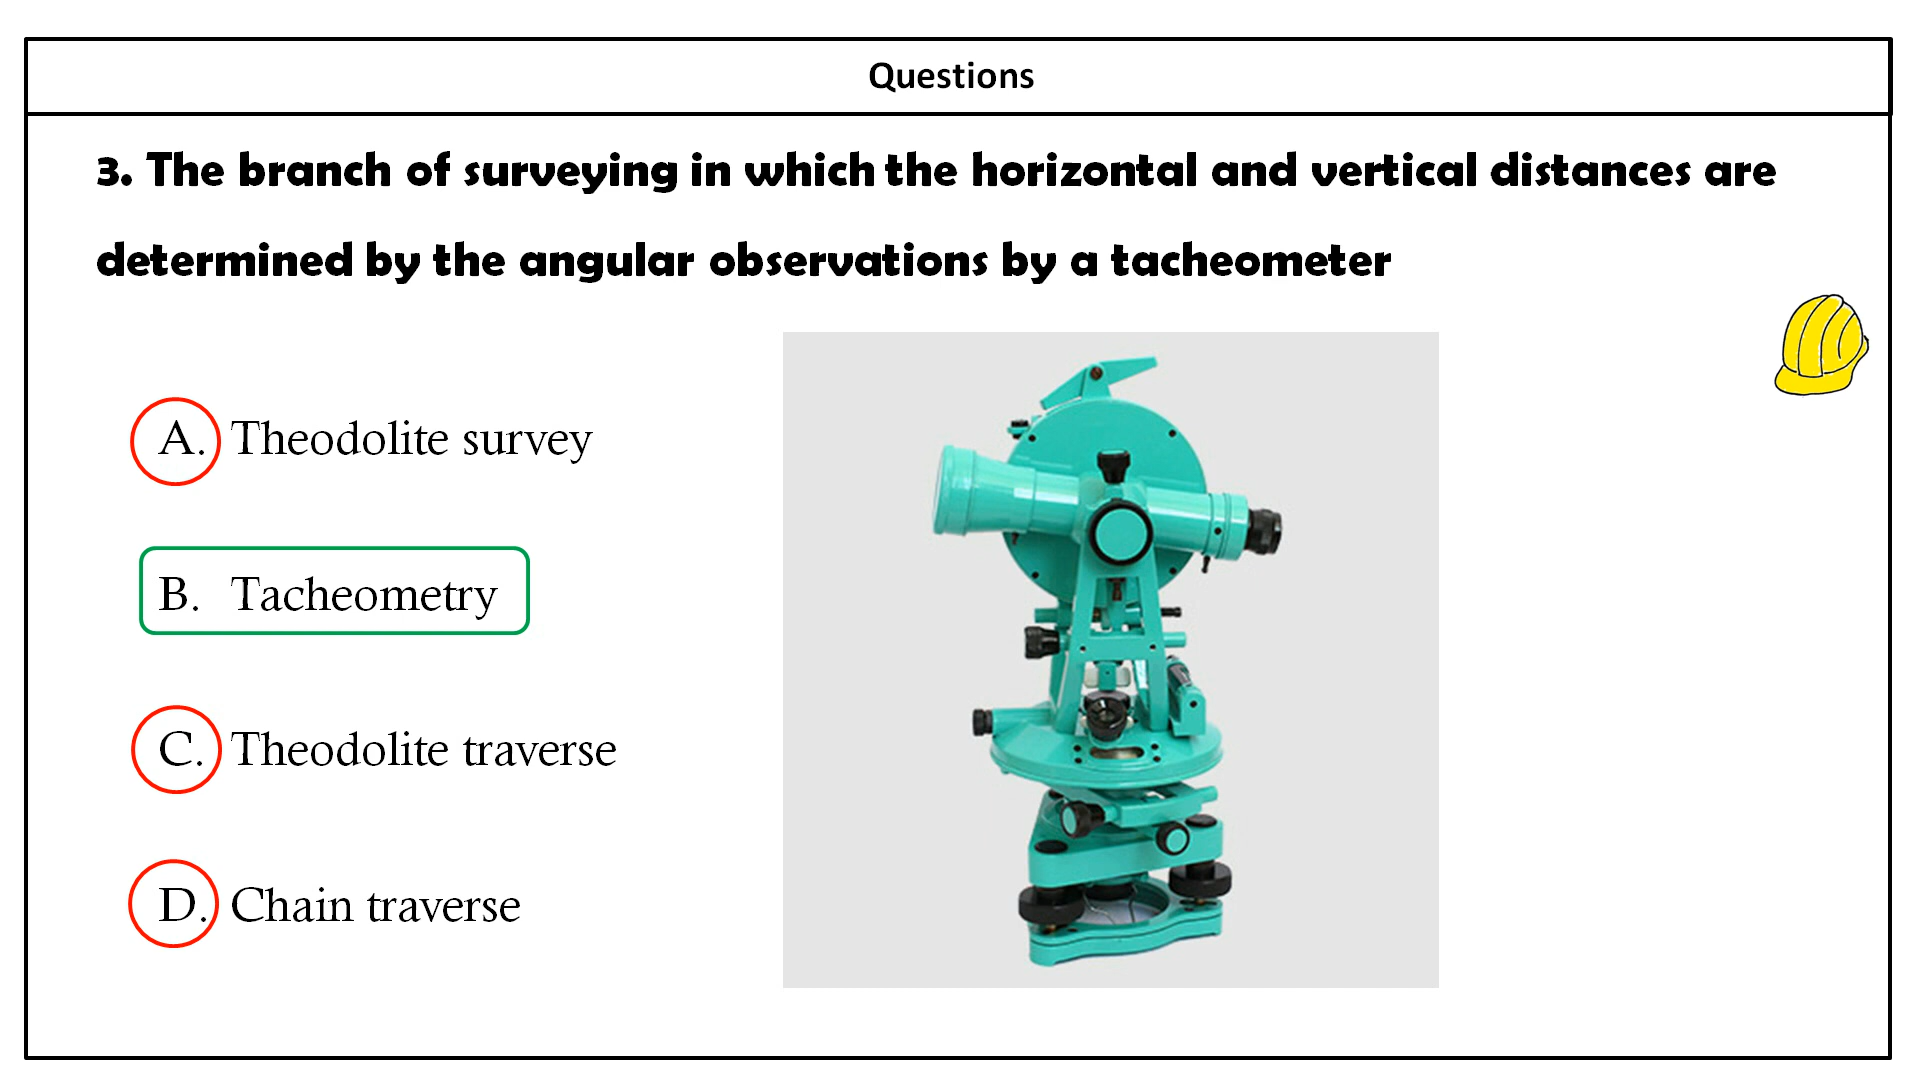 Questions
3. The branch of surveying in which the horizontal and vertical distances are
determined by the angular observations by a tacheometer
A. Theodolite survey
B. Tacheometry
C. Theodolite traverse
D. Chain traverse